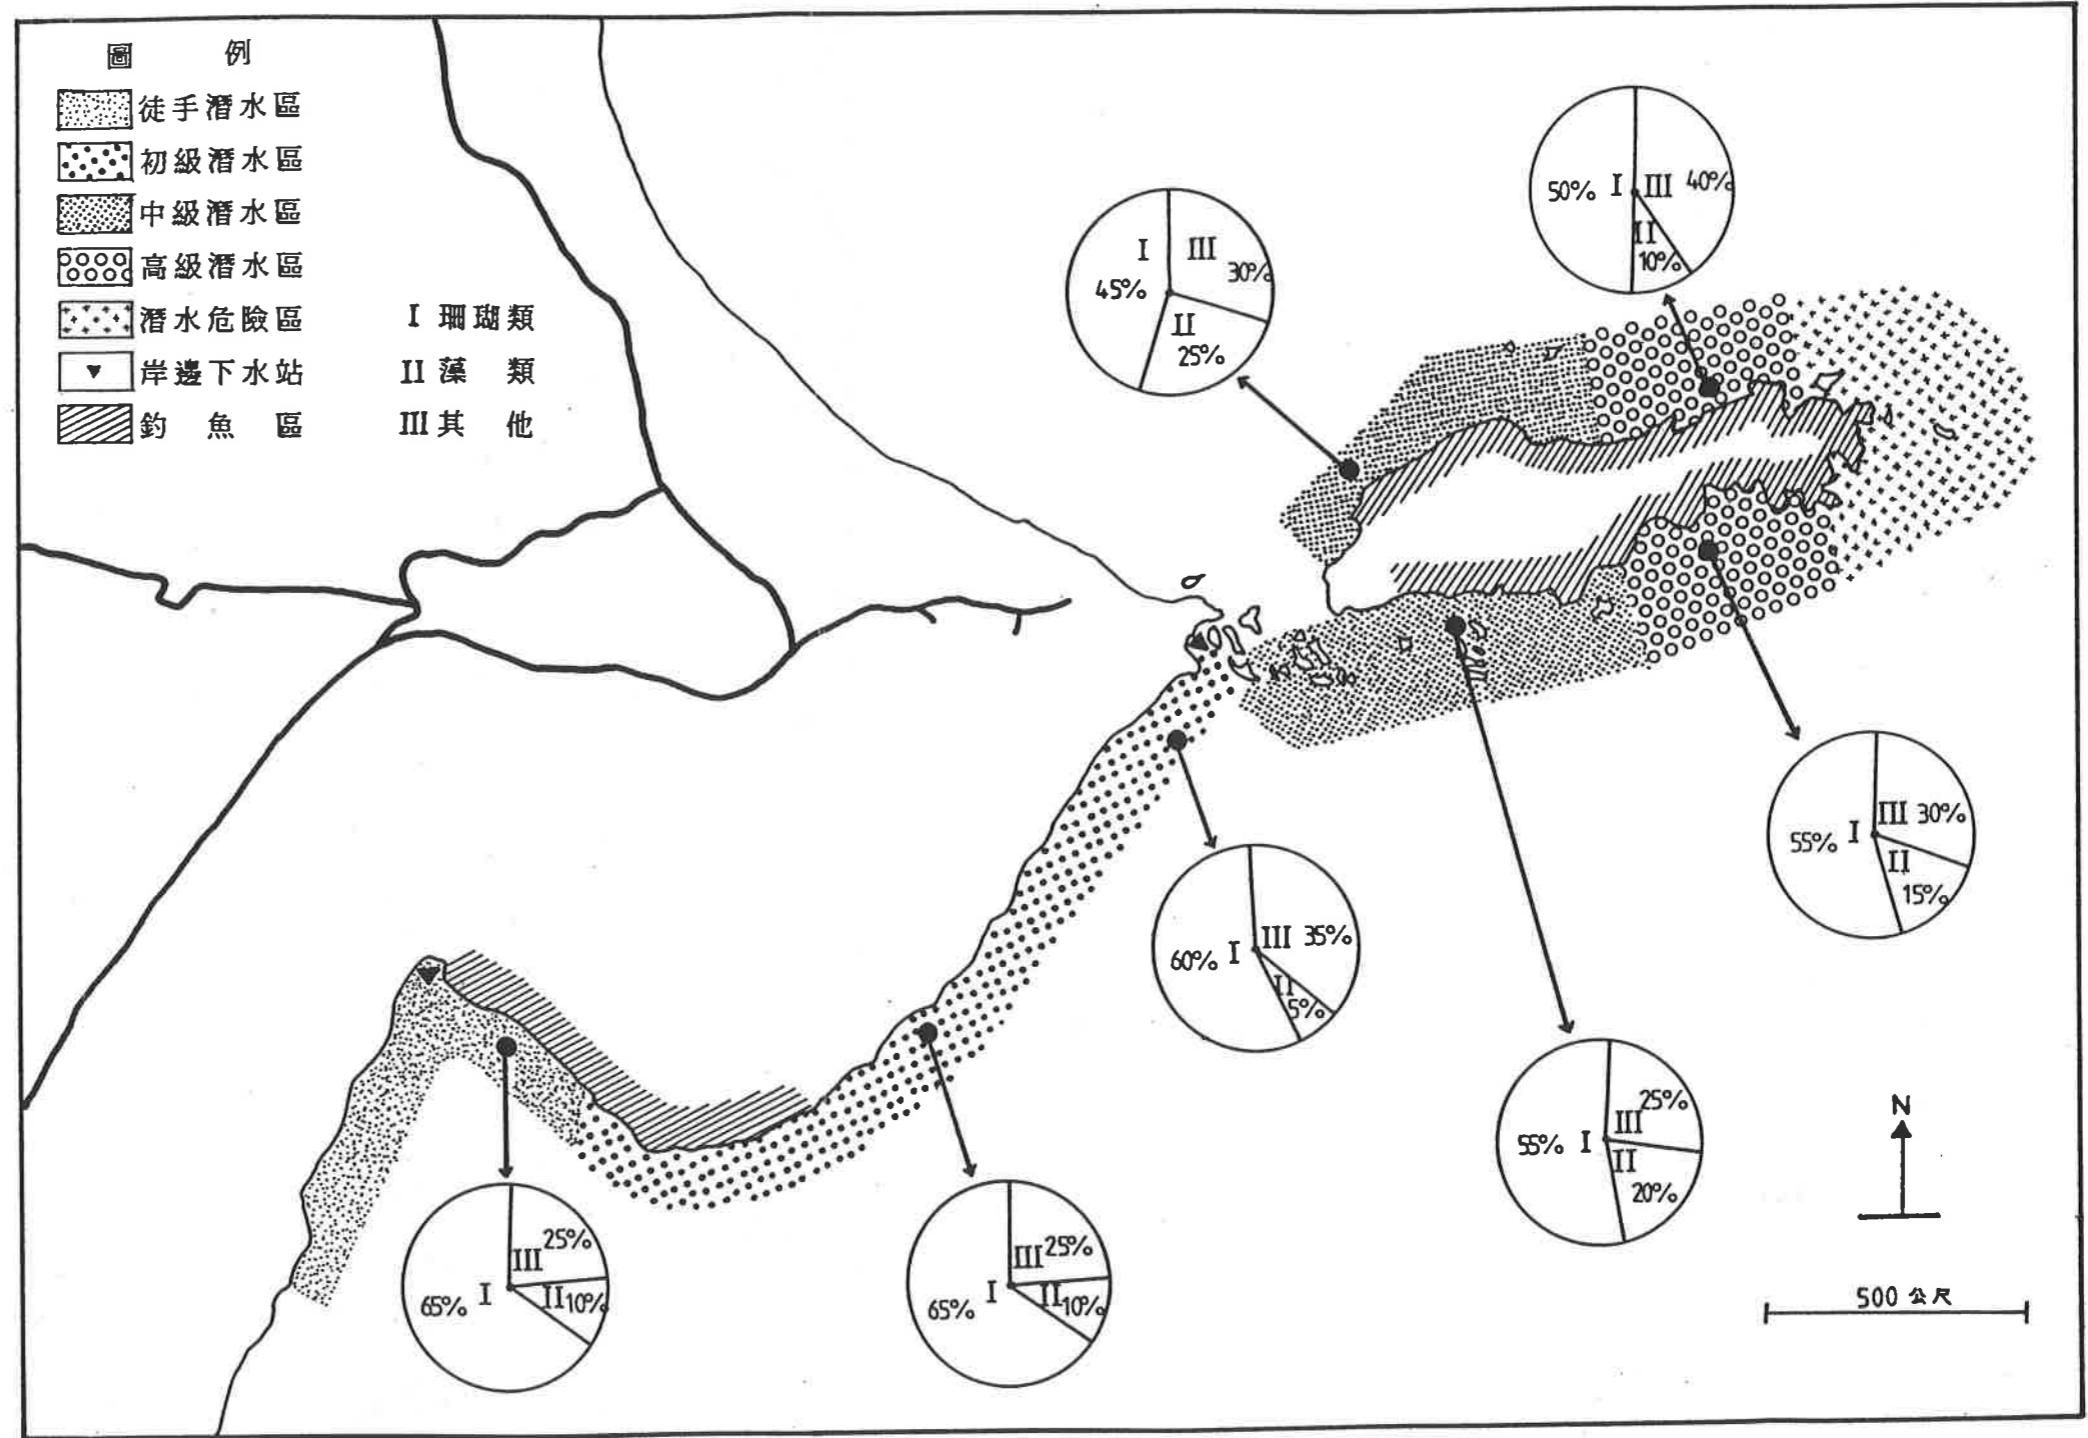 圖 例
徒手潛水區
初級潛水區
中級潛水區
高級潛水區
潛水危險區
岸邊下水站
釣魚區
I 珊瑚類
II 藻類
III 其他
50% I III 40%
II
10%
I III
45% 30%
II
25%
III 30%
55% I
II
15%
III 35%
60% I
II
5%
25%
III
55% I
II
20%
25%
III
65% I II 10%
III 25%
65% I II 10%
N
500 公尺